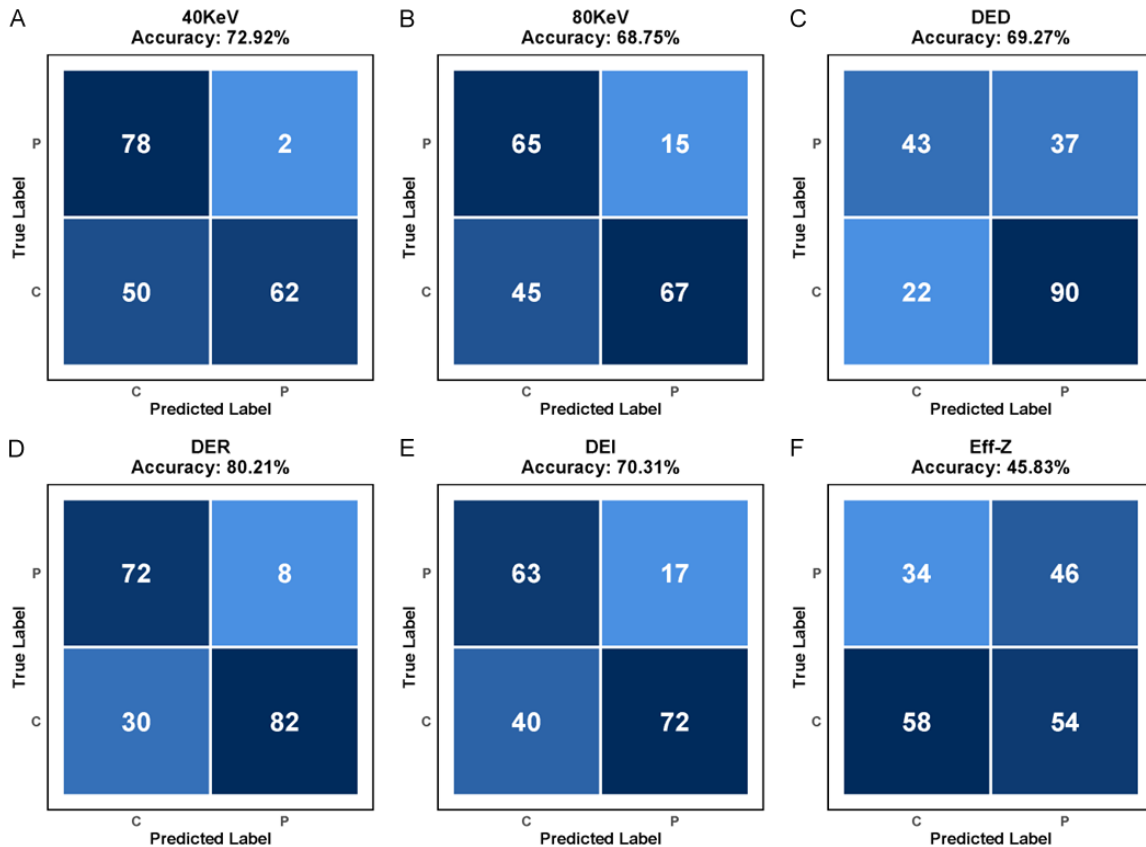 A
40KeV
Accuracy: 72.92%
True Label
P
78
2
C
50
62
C
P
Predicted Label
B
80KeV
Accuracy: 68.75%
True Label
P
65
15
C
45
67
C
P
Predicted Label
C
DED
Accuracy: 69.27%
True Label
P
43
37
C
22
90
C
P
Predicted Label
D
DER
Accuracy: 80.21%
True Label
P
72
8
C
30
82
C
P
Predicted Label
E
DEI
Accuracy: 70.31%
True Label
P
63
17
C
40
72
C
P
Predicted Label
F
Eff-Z
Accuracy: 45.83%
True Label
P
34
46
C
58
54
C
P
Predicted Label